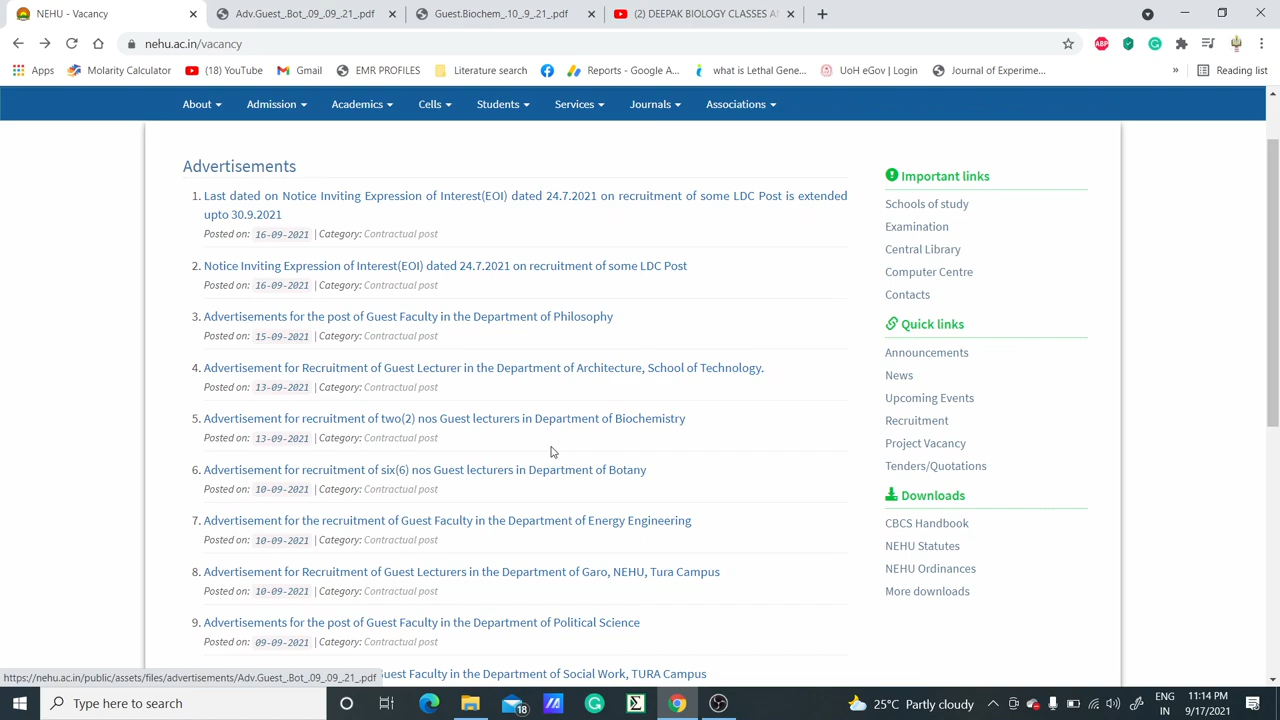 NEHU - Vacancy
Adv.Guest_Bot_.09_.09_.21_.pdf
Guest.Biochem_.10_.9_.21_.pdf
(2) DEEPAK BIOLOGY CLASSES A
nehu.ac.in/vacancy
ABP
Apps
Molarity Calculator
(18) YouTube
Gmail
EMR PROFILES
Literature search
Reports - Google A...
what is Lethal Gene...
UoH eGov | Login
Journal of Experime...
»
Reading list
About
Admission
Academics
Cells
Students
Services
Journals
Associations
Advertisements
1. Last dated on Notice Inviting Expression of Interest(EOI) dated 24.7.2021 on recruitment of some LDC Post is extended
upto 30.9.2021
Posted on: 16-09-2021 | Category: Contractual post
2. Notice Inviting Expression of Interest(EOI) dated 24.7.2021 on recruitment of some LDC Post
Posted on: 16-09-2021 | Category: Contractual post
3. Advertisements for the post of Guest Faculty in the Department of Philosophy
Posted on: 15-09-2021 | Category: Contractual post
4. Advertisement for Recruitment of Guest Lecturer in the Department of Architecture, School of Technology.
Posted on: 13-09-2021 | Category: Contractual post
5. Advertisement for recruitment of two(2) nos Guest lecturers in Department of Biochemistry
Posted on: 13-09-2021 | Category: Contractual post
6. Advertisement for recruitment of six(6) nos Guest lecturers in Department of Botany
Posted on: 10-09-2021 | Category: Contractual post
7. Advertisement for the recruitment of Guest Faculty in the Department of Energy Engineering
Posted on: 10-09-2021 | Category: Contractual post
8. Advertisement for Recruitment of Guest Lecturers in the Department of Garo, NEHU, Tura Campus
Posted on: 10-09-2021 | Category: Contractual post
9. Advertisements for the post of Guest Faculty in the Department of Political Science
Posted on: 09-09-2021 | Category: Contractual post
uest Faculty in the Department of Social Work, TURA Campus
Important links
Schools of study
Examination
Central Library
Computer Centre
Contacts
Quick links
Announcements
News
Upcoming Events
Recruitment
Project Vacancy
Tenders/Quotations
Downloads
CBCS Handbook
NEHU Statutes
NEHU Ordinances
More downloads
https://nehu.ac.in/public/assets/files/advertisements/Adv.Guest_.Bot_.09_.09_.21_.pdf
Type here to search
18
25°C Partly cloudy
ENG
IN
11:14 PM
9/17/2021